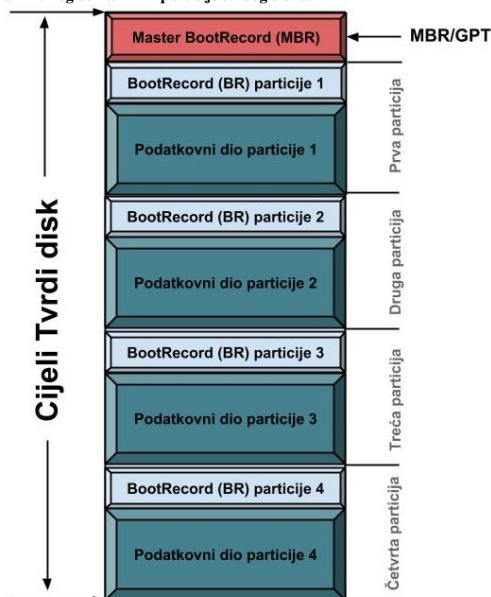 Master BootRecord (MBR)
MBR/GPT
BootRecord (BR) particije 1
Podatkovni dio particije 1
Prva particija
BootRecord (BR) particije 2
Podatkovni dio particije 2
Druga particija
Cijeli Tvrdi disk
BootRecord (BR) particije 3
Podatkovni dio particije 3
Treća particija
BootRecord (BR) particije 4
Podatkovni dio particije 4
Četvrta particija